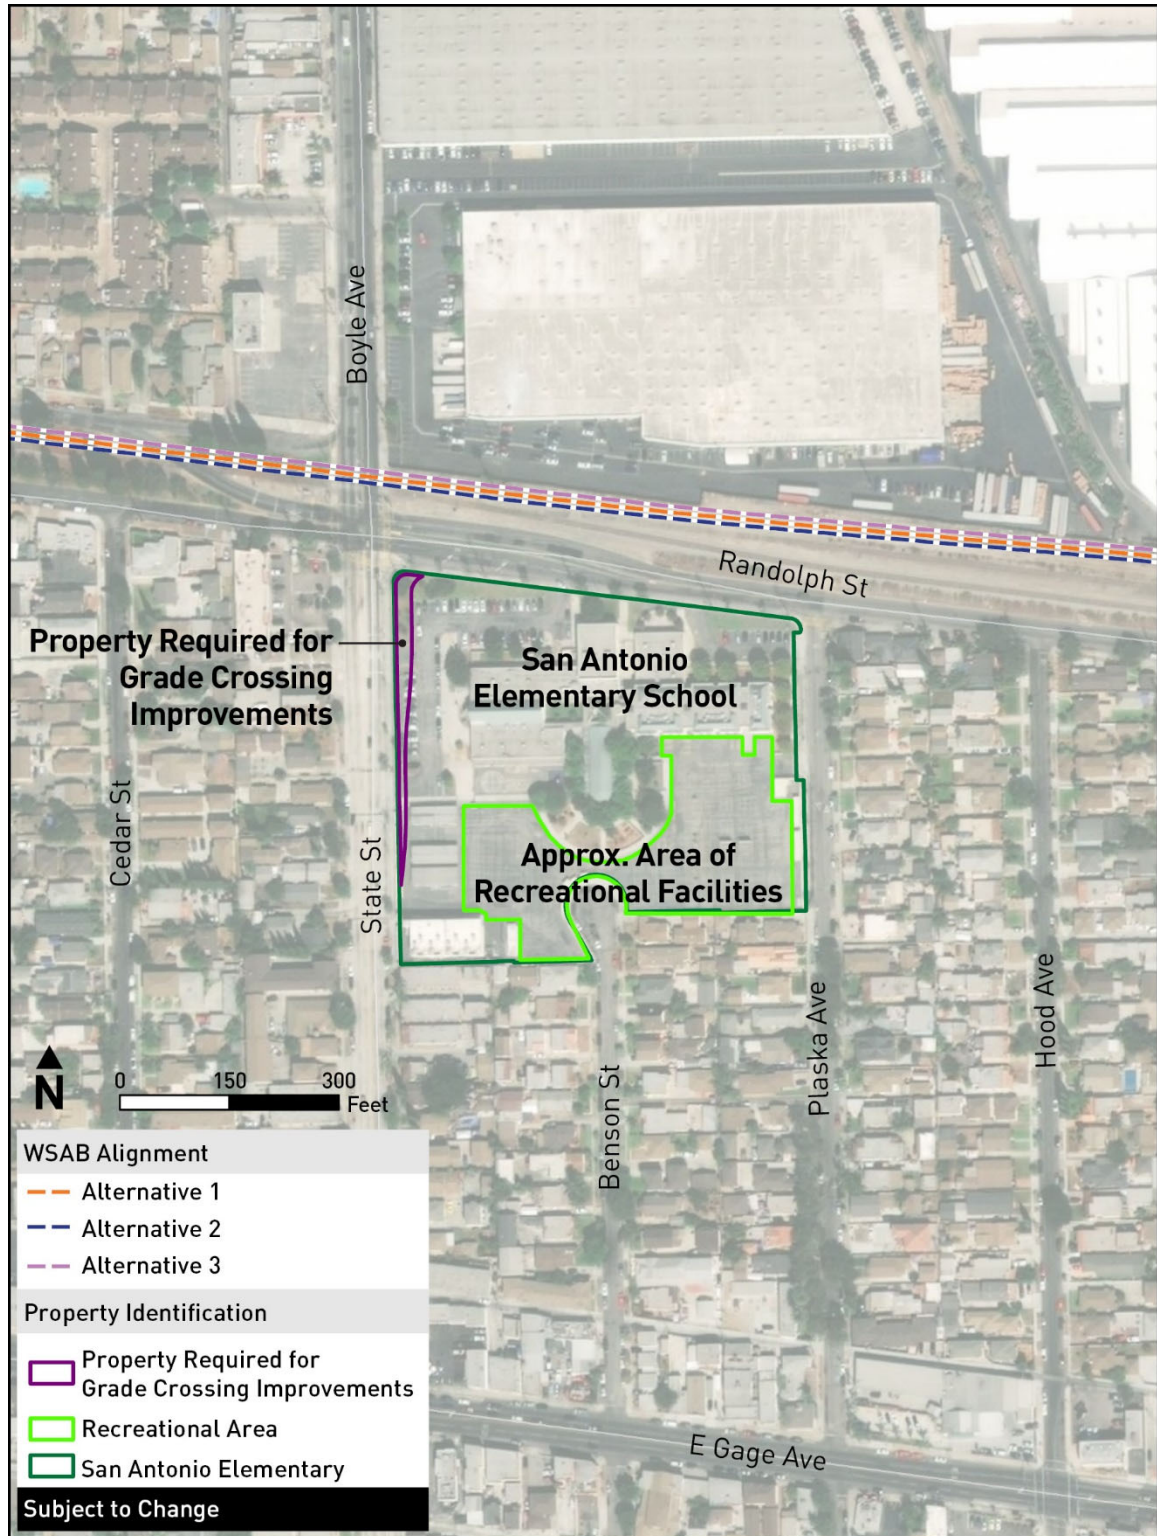 Boyle Ave
Randolph St
Property Required for
Grade Crossing
Improvements
San Antonio
Elementary School
Cedar St
State St
Approx. Area of
Recreational Facilities
Plaska Ave
Hood Ave
Benson St
N
0 150 300
Feet
WSAB Alignment
Alternative 1
Alternative 2
Alternative 3
Property Identification
Property Required for
Grade Crossing Improvements
Recreational Area
San Antonio Elementary
Subject to Change
E Gage Ave